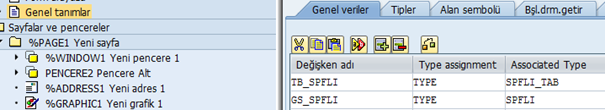 Genel tanımlar
Sayfalar ve pencereler
%PAGE1 Yeni sayfa
%WINDOW1 Yeni pencere 1
PENCERE2 Pencere Alt
%ADDRESS1 Yeni adres 1
%GRAPHIC1 Yeni grafik 1
Genel veriler Tipler Alan sembolü Bşl.drm.getir
Değişken adı Type assignment Associated Type
TB_SPFLI TYPE SPFLI_TAB
GS_SPFLI TYPE SPFLI